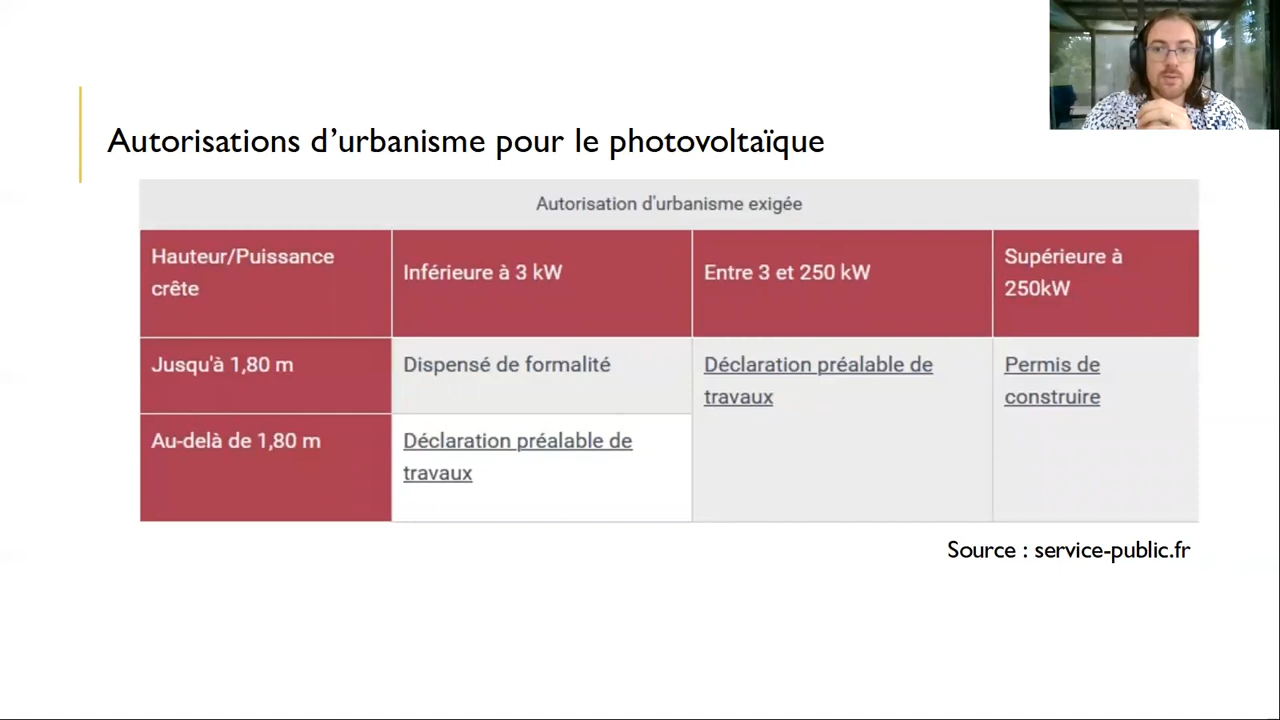 Autorisations d’urbanisme pour le photovoltaïque
Autorisation d'urbanisme exigée
Hauteur/Puissance
crête
Inférieure à 3 kW
Entre 3 et 250 kW
Supérieure à
250kW
Jusqu'à 1,80 m
Dispensé de formalité
Déclaration préalable de
travaux
Permis de
construire
Au-delà de 1,80 m
Déclaration préalable de
travaux
Source : service-public.fr